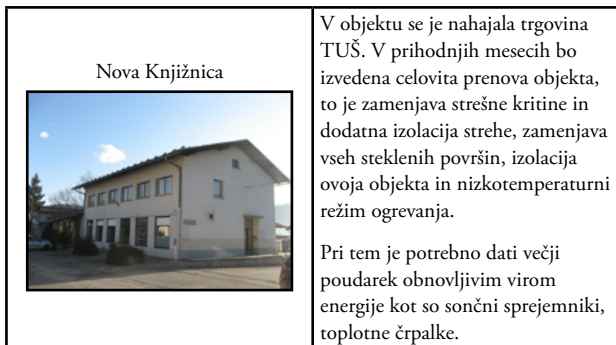 Nova Knjižnica
V objektu se je nahajala trgovina
TUŠ. V prihodnjih mesecih bo
izvedena celovita prenova objekta,
to je zamenjava strešne kritine in
dodatna izolacija strehe, zamenjava
vseh steklenih površin, izolacija
ovoja objekta in nizkotemperaturni
režim ogrevanja.
Pri tem je potrebno dati večji
poudarek obnovljivim virom
energije kot so sončni sprejemniki,
toplotne črpalke.